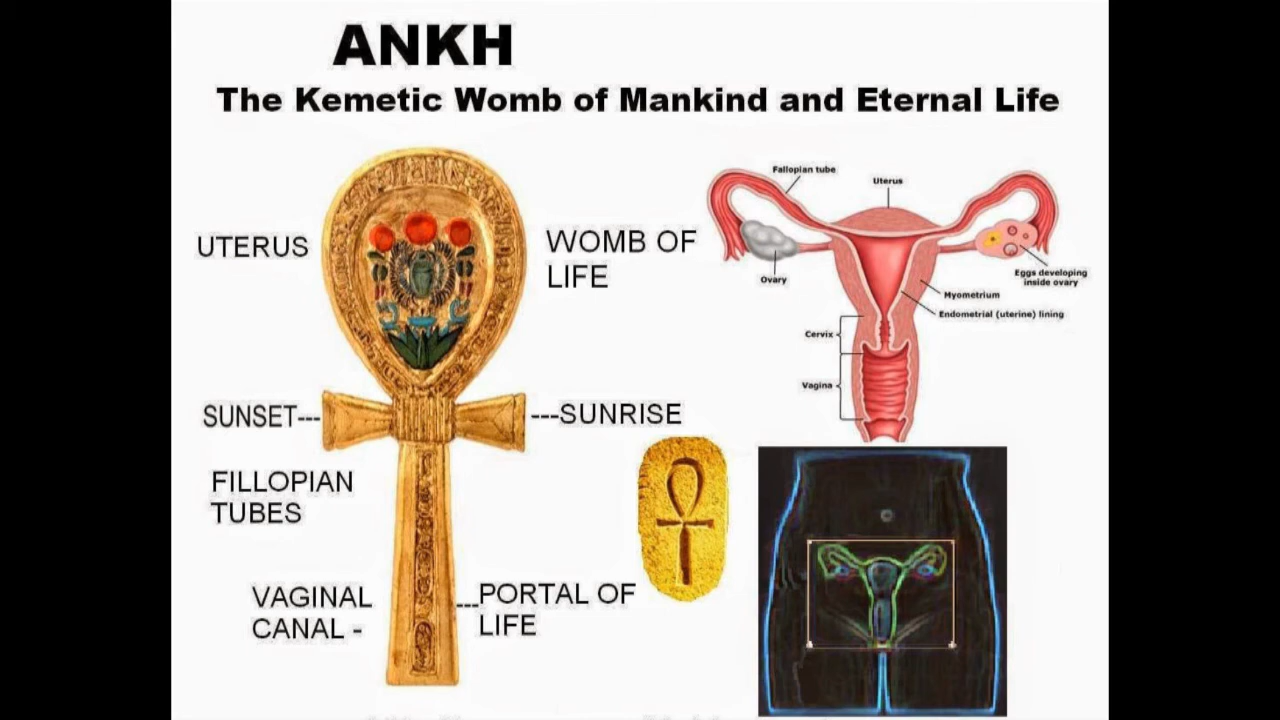 ANKH
The Kemetic Womb of Mankind and Eternal Life
UTERUS
WOMB OF
LIFE
SUNSET---
---SUNRISE
FILLOPIAN
TUBES
VAGINAL
CANAL -
---PORTAL OF
LIFE
Fallopian tube
Uterus
Ovary
Eggs developing
inside ovary
Myometrium
Endometrial (uterine) lining
Cervix
Vagina